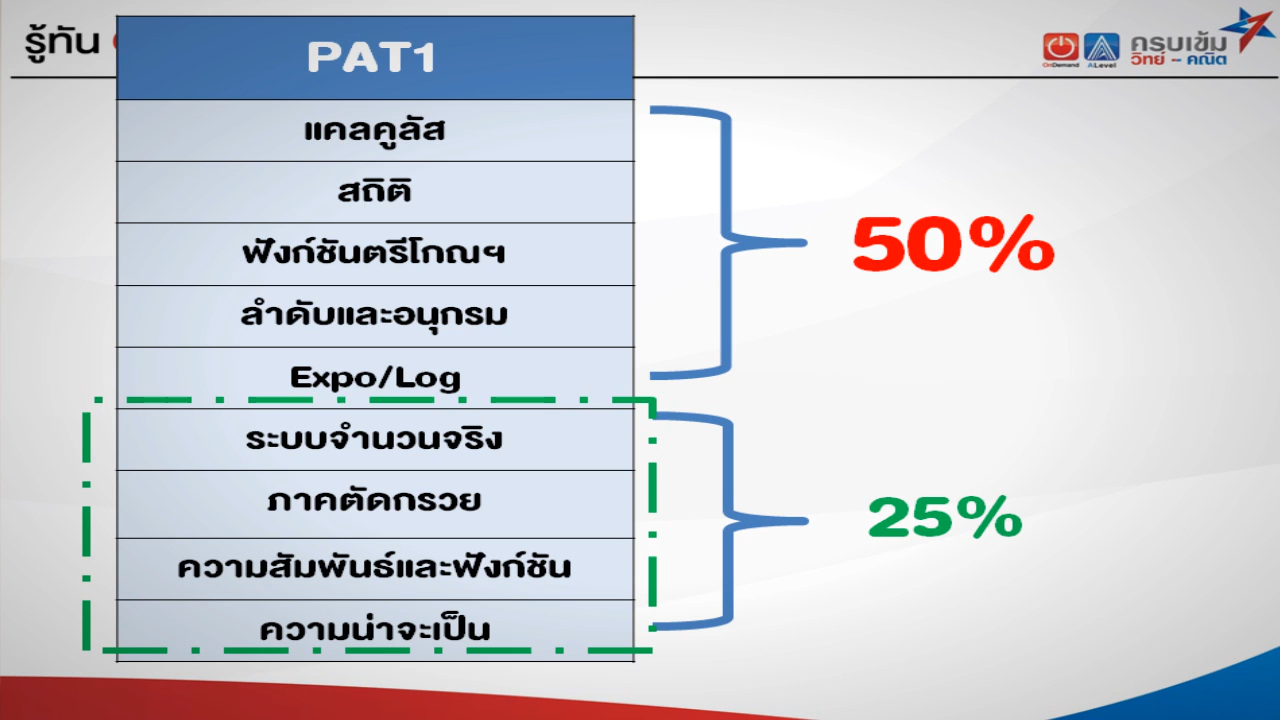 รู้ทัน
PAT1
OnDemand
ALevel
ครบเข้ม
วิทย์ - คณิต
แคลคูลัส
สถิติ
ฟังก์ชันตรีโกณฯ
ลำดับและอนุกรม
Expo/Log
50%
ระบบจำนวนจริง
ภาคตัดกรวย
ความสัมพันธ์และฟังก์ชัน
ความน่าจะเป็น
25%